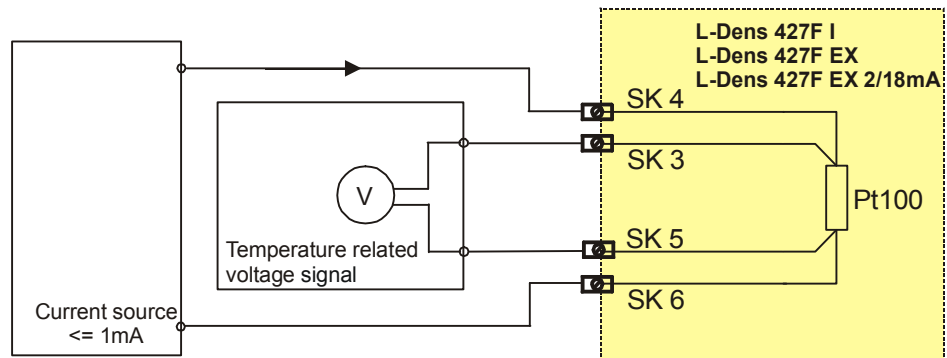 L-Dens 427F I
L-Dens 427F EX
L-Dens 427F EX 2/18mA
SK 4
SK 3
V
Pt100
SK 5
Temperature related
voltage signal
SK 6
Current source
<= 1mA